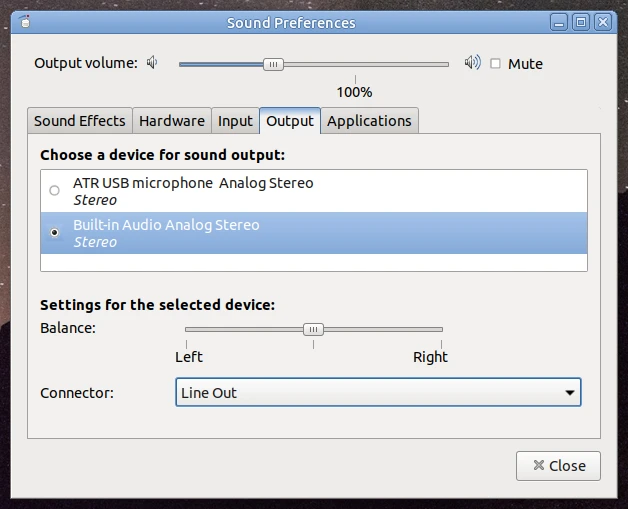 Sound Preferences
Output volume: Mute
100%
Sound Effects Hardware Input Output Applications
Choose a device for sound output:
ATR USB microphone Analog Stereo
Stereo
Built-in Audio Analog Stereo
Stereo
Settings for the selected device:
Balance:
Left Right
Connector: Line Out
Close